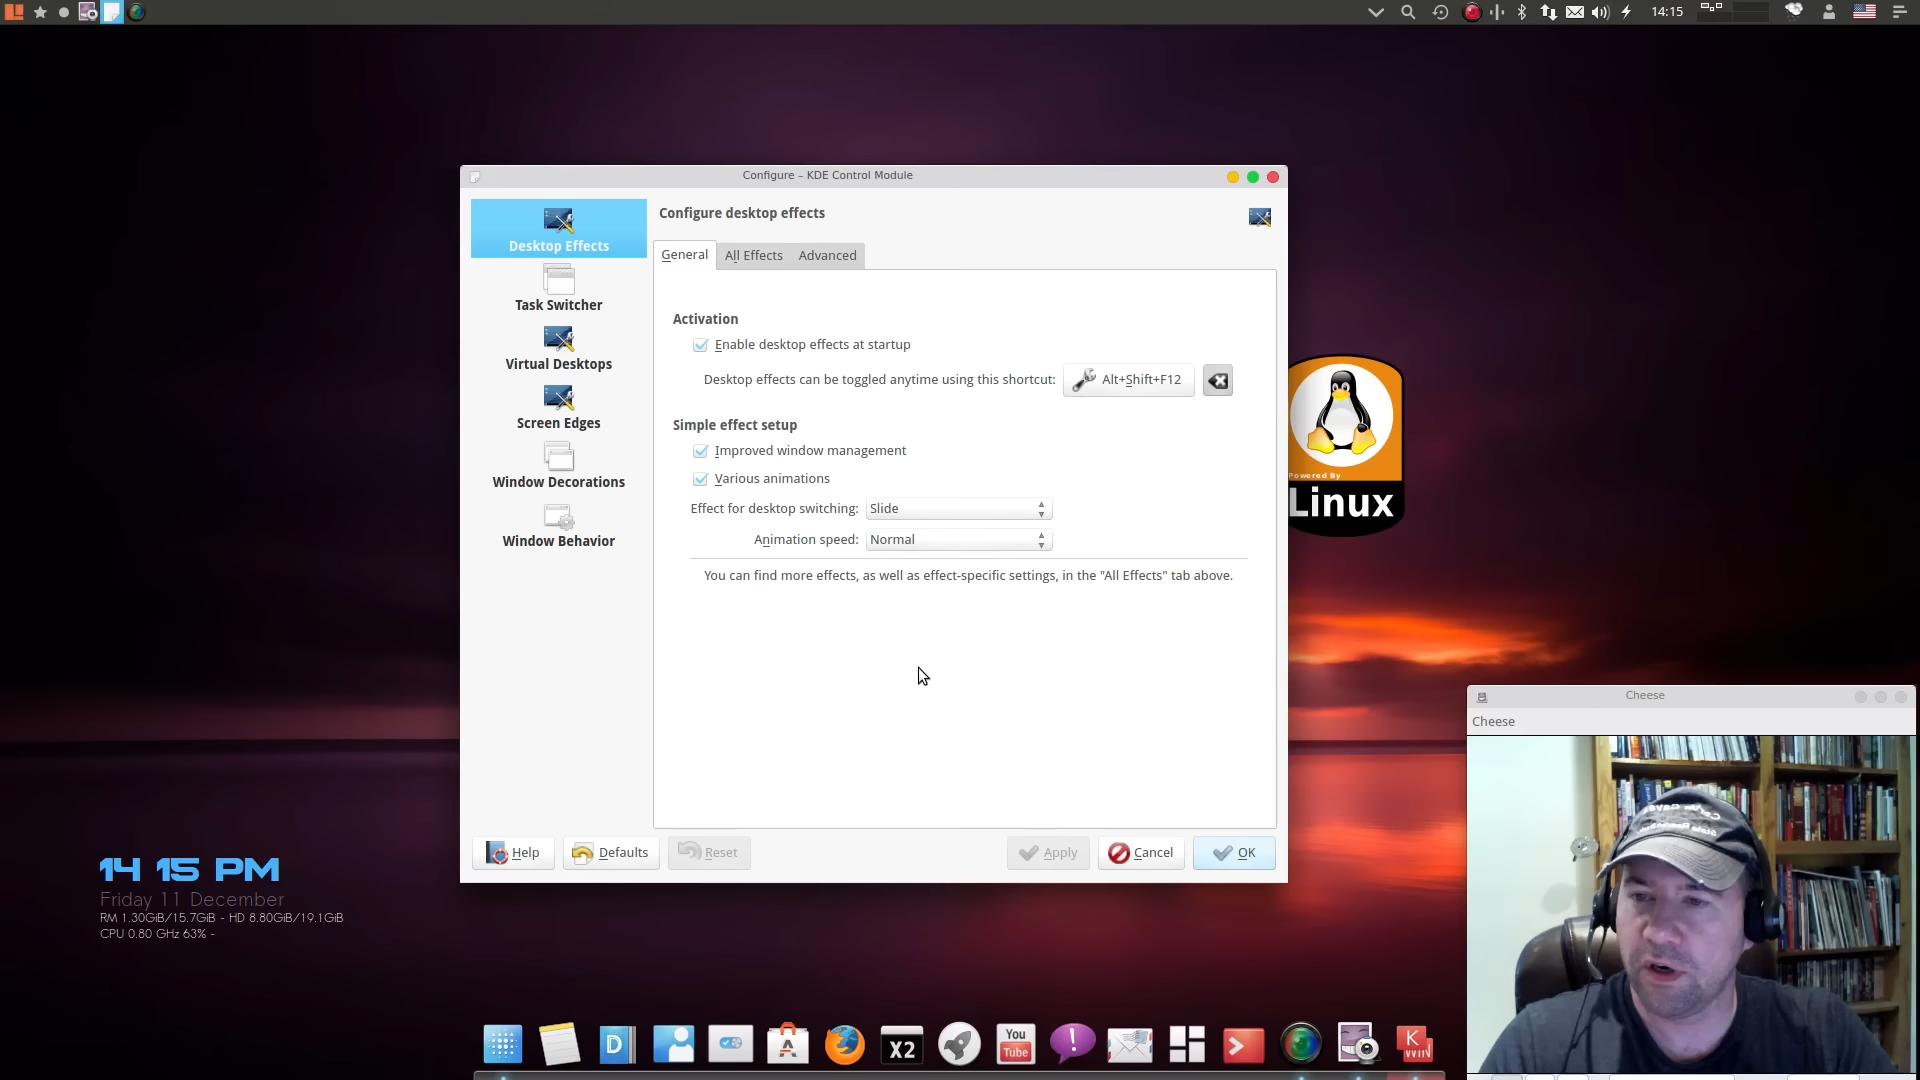 14:15
Configure – KDE Control Module
Desktop Effects
Task Switcher
Virtual Desktops
Screen Edges
Window Decorations
Window Behavior
Configure desktop effects
General
All Effects
Advanced
Activation
Enable desktop effects at startup
Desktop effects can be toggled anytime using this shortcut:
Alt+Shift+F12
Simple effect setup
Improved window management
Various animations
Effect for desktop switching:
Slide
Animation speed:
Normal
You can find more effects, as well as effect-specific settings, in the "All Effects" tab above.
Help
Defaults
Reset
Apply
Cancel
OK
Powered By
Linux
Cheese
Cheese
14 15 PM
Friday 11 December
RM 1.30GiB/15.7GiB - HD 8.80GiB/19.1GiB
CPU 0.80 GHz 63% -
D
A
X2
You
Tube
!
K
WIN